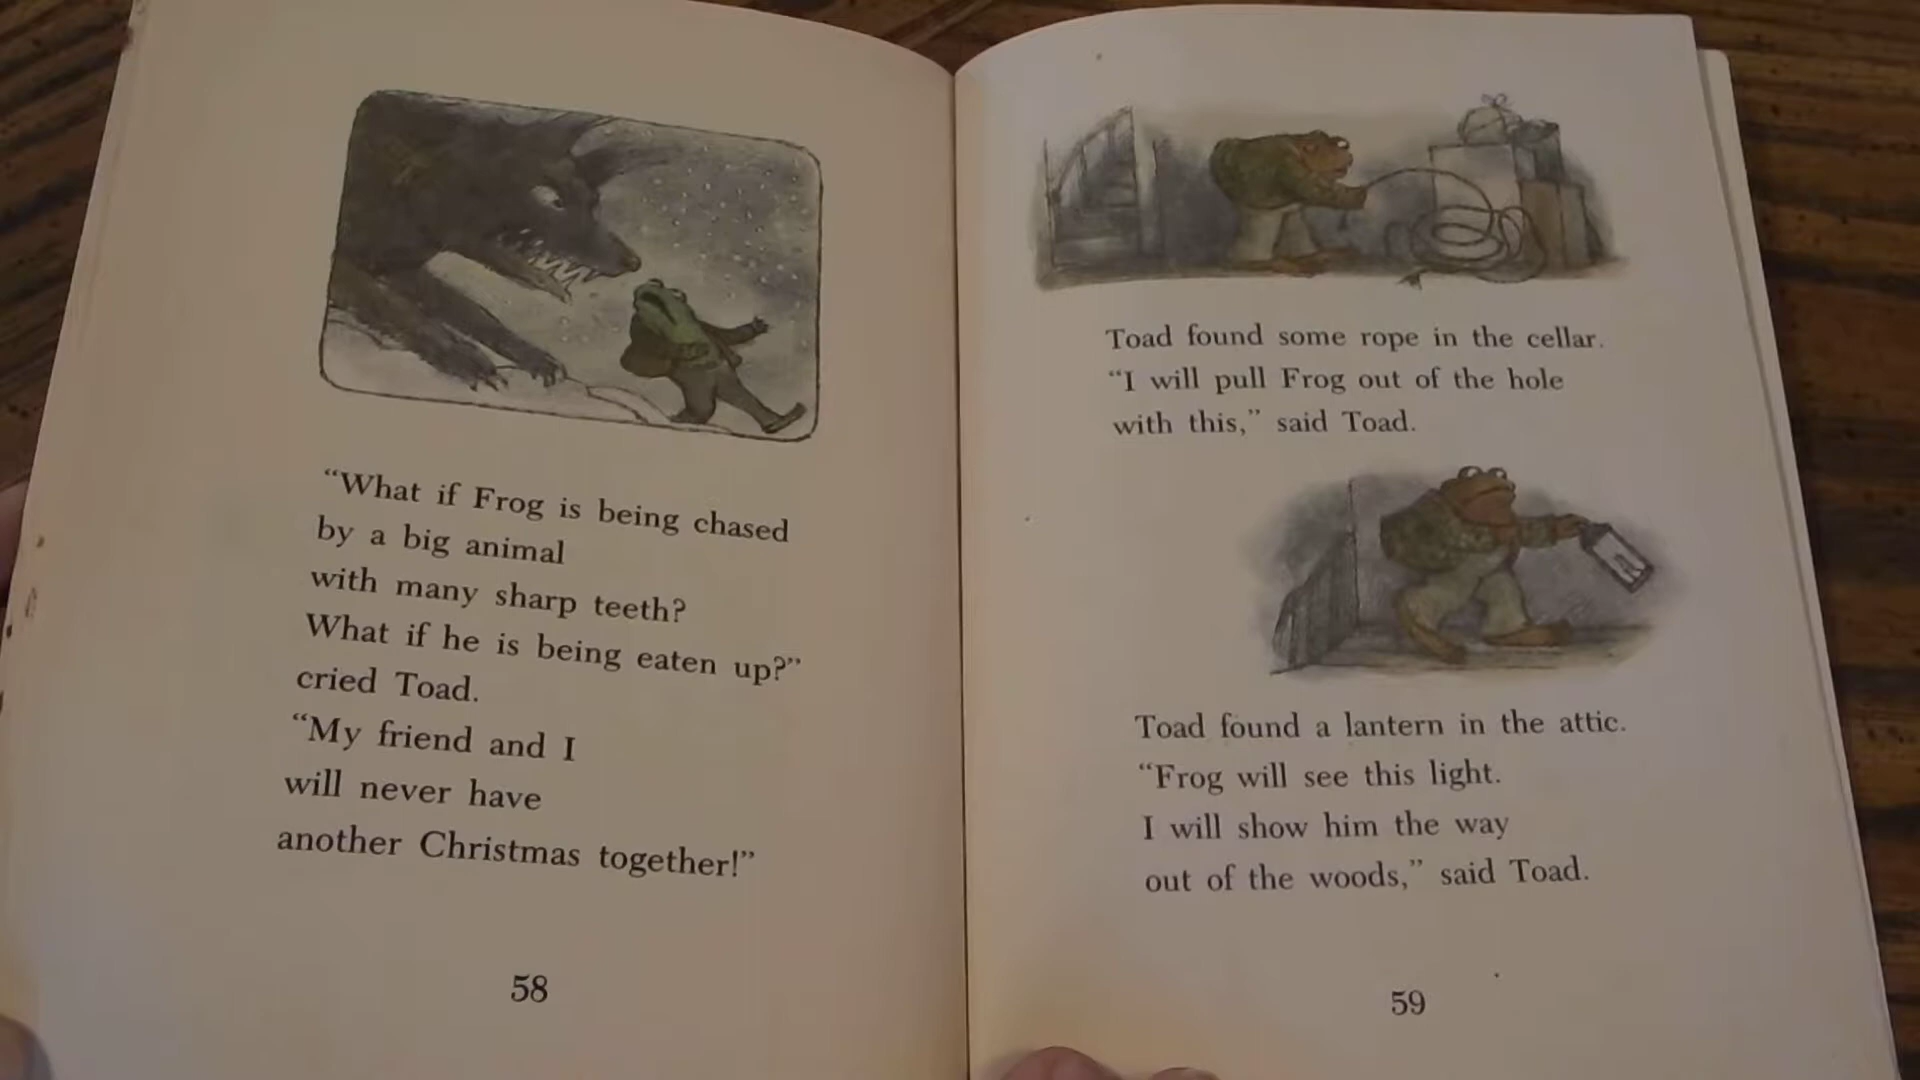 “What if Frog is being chased
by a big animal
with many sharp teeth?
What if he is being eaten up?”
cried Toad.
“My friend and I
will never have
another Christmas together!”
58
Toad found some rope in the cellar.
“I will pull Frog out of the hole
with this,” said Toad.
Toad found a lantern in the attic.
“Frog will see this light.
I will show him the way
out of the woods,” said Toad.
59